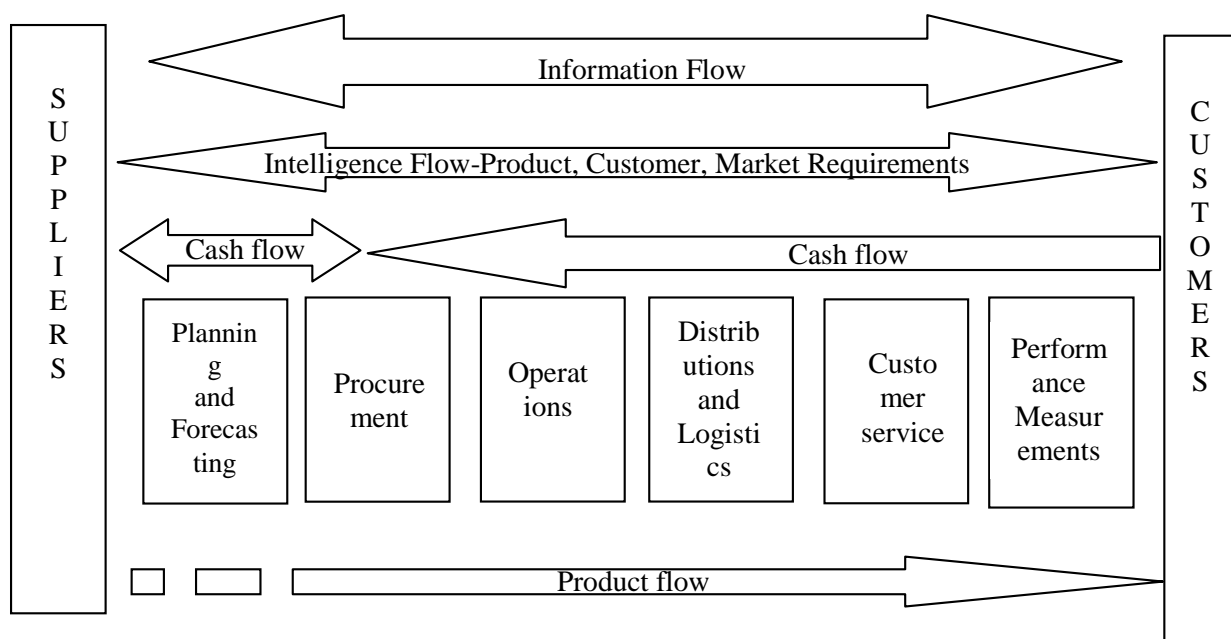 S
U
P
P
L
I
E
R
S
Information Flow
Intelligence Flow-Product, Customer, Market Requirements
Cash flow
Cash flow
Plannin
g
and
Forecas
ting
Procure
ment
Operat
ions
Distrib
utions
and
Logisti
cs
Custo
mer
service
Perform
ance
Measur
ements
Product flow
C
U
S
T
O
M
E
R
S